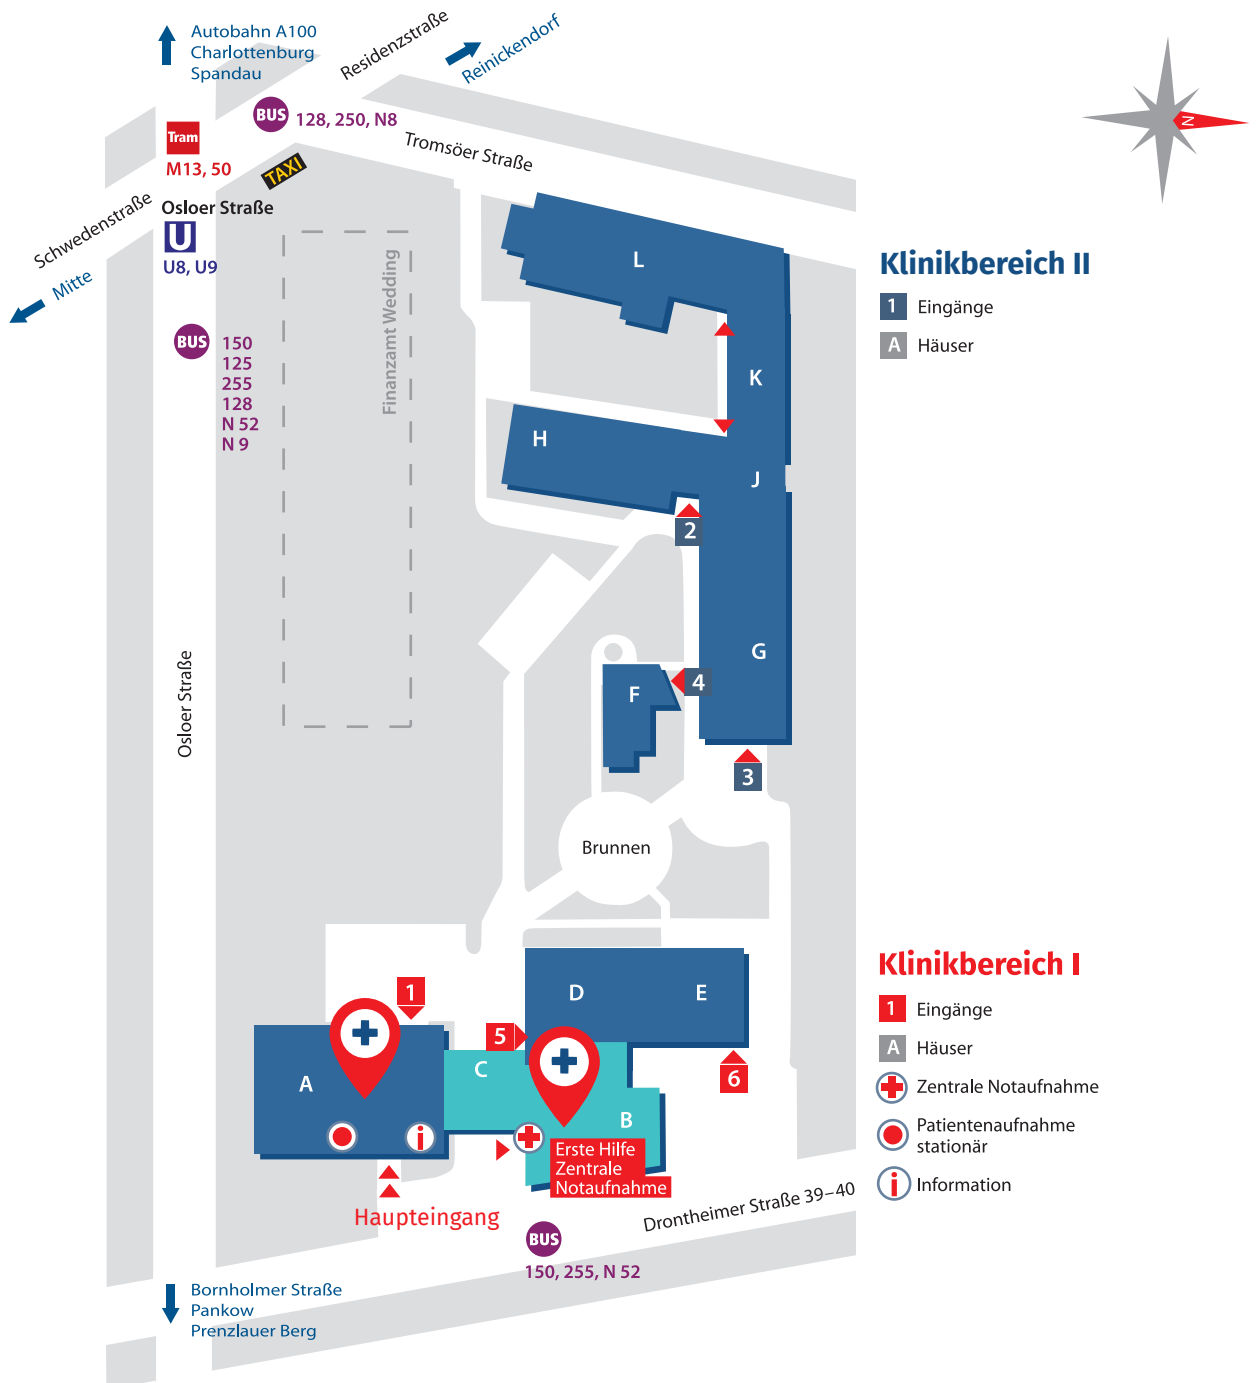 Autobahn A100
Charlottenburg
Spandau
Residenzstraße
Reinickendorf
BUS
128, 250, N8
Tram
M13, 50
TAXI
Tromsöer Straße
N
Schwedenstraße
Osloer Straße
U
U8, U9
Mitte
BUS
150
125
255
128
N 52
N 9
Finanzamt Wedding
L
K
H
J
2
G
F
4
3
Osloer Straße
Brunnen
Klinikbereich II
1 Eingänge
A Häuser
D
E
1
5
6
A
C
B
i
Erste Hilfe
Zentrale
Notaufnahme
Haupteingang
Drontheimer Straße 39–40
BUS
150, 255, N 52
Bornholmer Straße
Pankow
Prenzlauer Berg
Klinikbereich I
1 Eingänge
A Häuser
Zentrale Notaufnahme
Patientenaufnahme
stationär
i Information